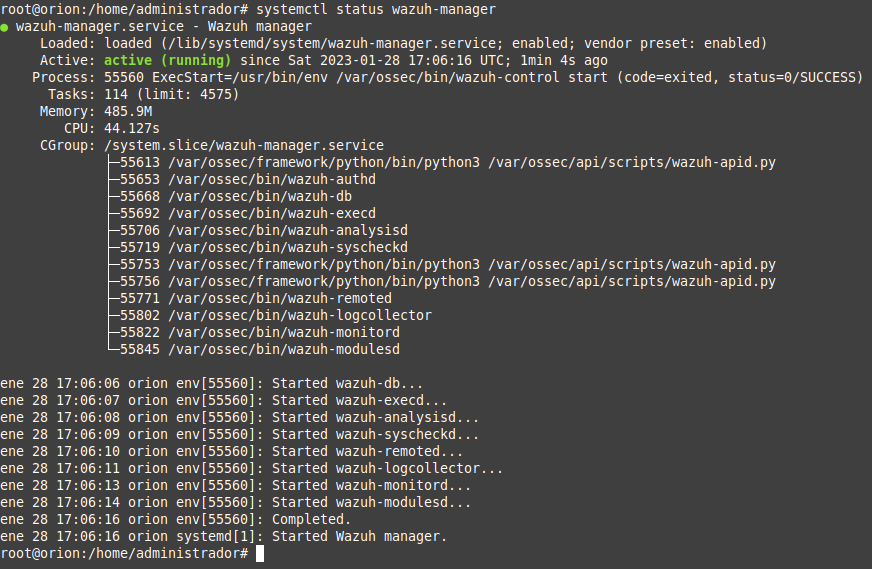 root@orion:/home/administrador# systemctl status wazuh-manager
● wazuh-manager.service - Wazuh manager
     Loaded: loaded (/lib/systemd/system/wazuh-manager.service; enabled; vendor preset: enabled)
     Active: active (running) since Sat 2023-01-28 17:06:16 UTC; 1min 4s ago
    Process: 55560 ExecStart=/usr/bin/env /var/ossec/bin/wazuh-control start (code=exited, status=0/SUCCESS)
      Tasks: 114 (limit: 4575)
     Memory: 485.9M
        CPU: 44.127s
     CGroup: /system.slice/wazuh-manager.service
             ├─55613 /var/ossec/framework/python/bin/python3 /var/ossec/api/scripts/wazuh-apid.py
             ├─55653 /var/ossec/bin/wazuh-authd
             ├─55668 /var/ossec/bin/wazuh-db
             ├─55692 /var/ossec/bin/wazuh-execd
             ├─55706 /var/ossec/bin/wazuh-analysisd
             ├─55719 /var/ossec/bin/wazuh-syscheckd
             ├─55753 /var/ossec/framework/python/bin/python3 /var/ossec/api/scripts/wazuh-apid.py
             ├─55756 /var/ossec/framework/python/bin/python3 /var/ossec/api/scripts/wazuh-apid.py
             ├─55771 /var/ossec/bin/wazuh-remoted
             ├─55802 /var/ossec/bin/wazuh-logcollector
             ├─55822 /var/ossec/bin/wazuh-monitord
             └─55845 /var/ossec/bin/wazuh-modulesd

ene 28 17:06:06 orion env[55560]: Started wazuh-db...
ene 28 17:06:07 orion env[55560]: Started wazuh-execd...
ene 28 17:06:08 orion env[55560]: Started wazuh-analysisd...
ene 28 17:06:09 orion env[55560]: Started wazuh-syscheckd...
ene 28 17:06:10 orion env[55560]: Started wazuh-remoted...
ene 28 17:06:11 orion env[55560]: Started wazuh-logcollector...
ene 28 17:06:13 orion env[55560]: Started wazuh-monitord...
ene 28 17:06:14 orion env[55560]: Started wazuh-modulesd...
ene 28 17:06:16 orion env[55560]: Completed.
ene 28 17:06:16 orion systemd[1]: Started Wazuh manager.
root@orion:/home/administrador#